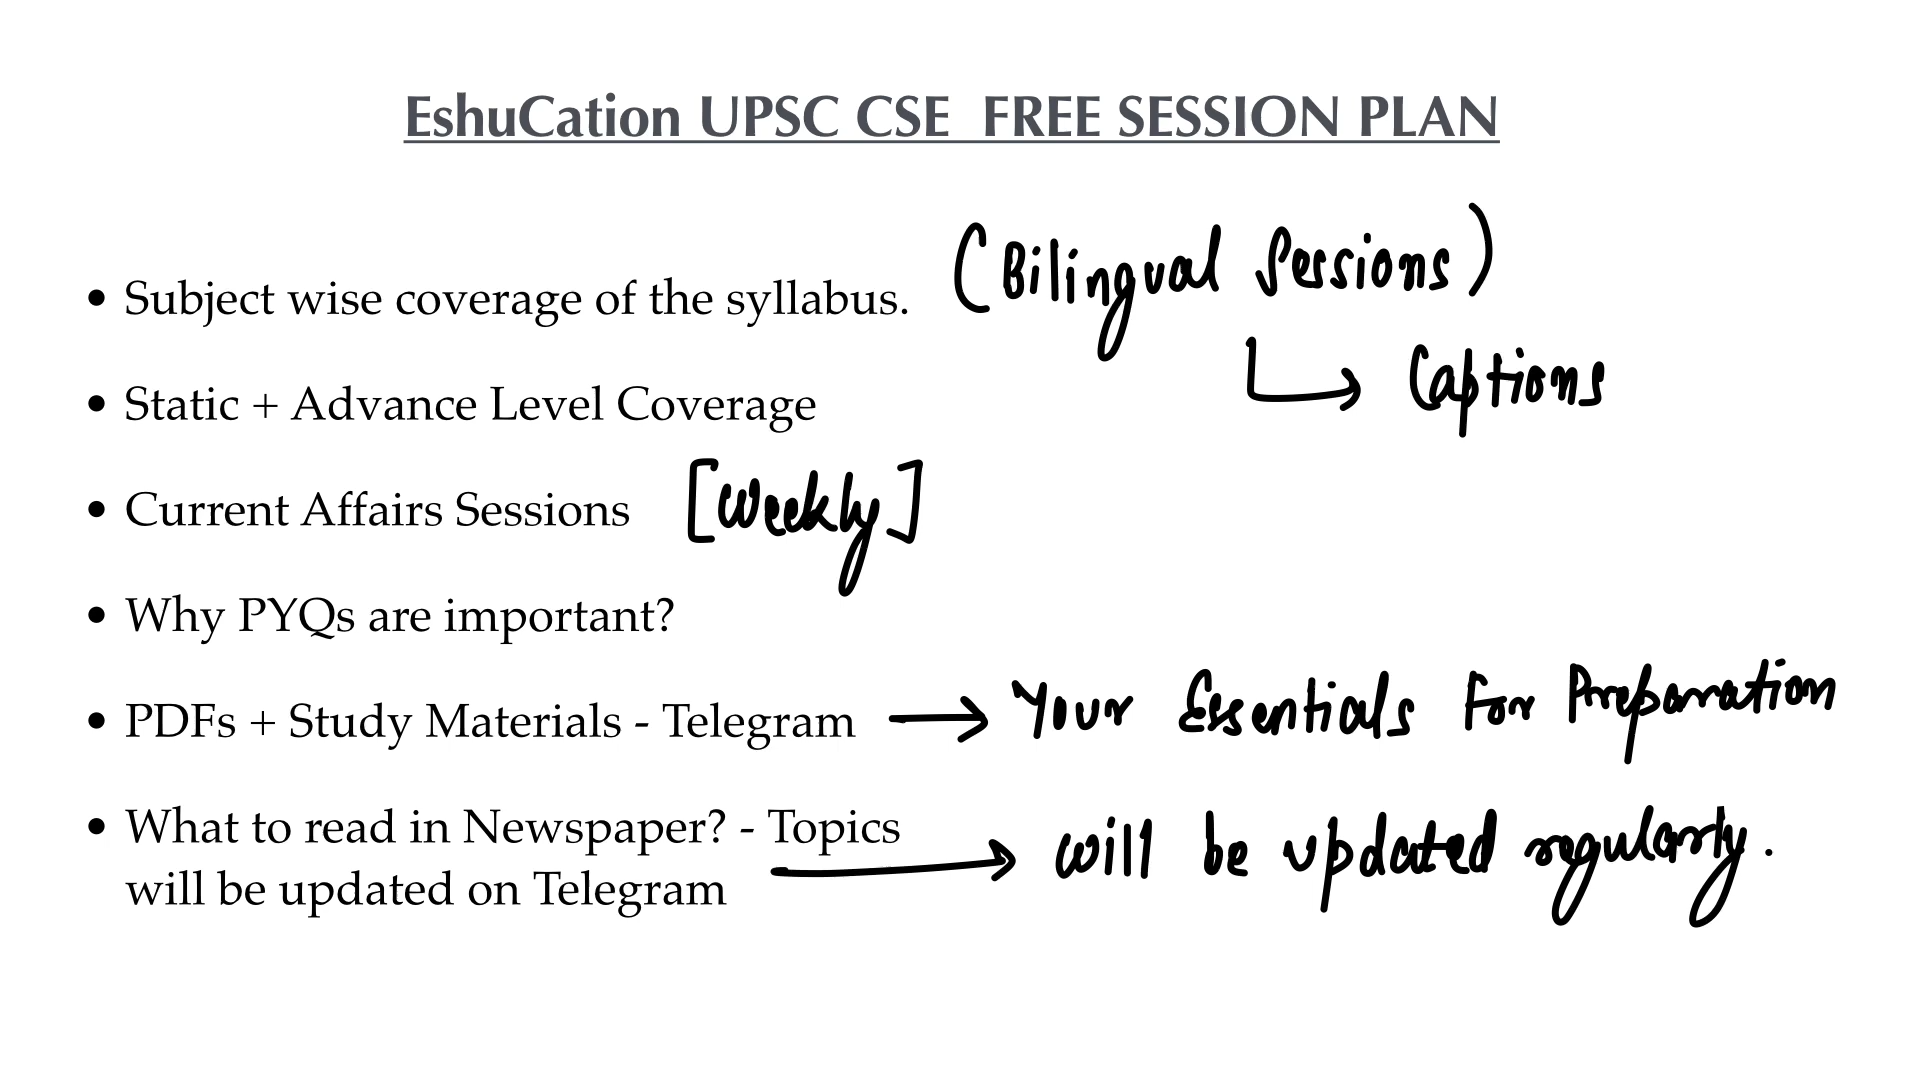 EshuCation UPSC CSE FREE SESSION PLAN
• Subject wise coverage of the syllabus. (Bilingual Sessions)
↳ Captions
• Static + Advance Level Coverage
• Current Affairs Sessions [Weekly]
• Why PYQs are important?
• PDFs + Study Materials - Telegram → Your Essentials for Preparation
• What to read in Newspaper? - Topics → will be updated regularly.
will be updated on Telegram